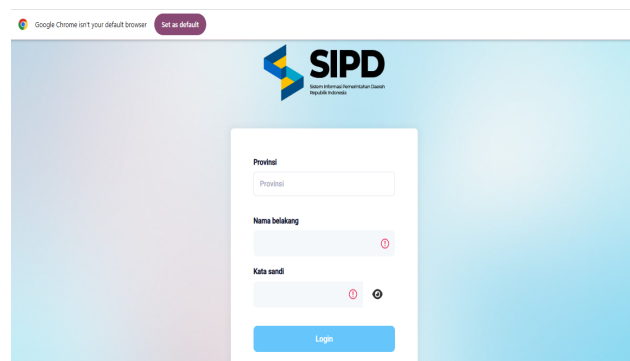 Google Chrome isn't your default browser
Set as default
SIPD
Sistem Informasi Pemerintahan Daerah
Republik Indonesia
Provinsi
Provinsi
Nama belakang
Kata sandi
Login